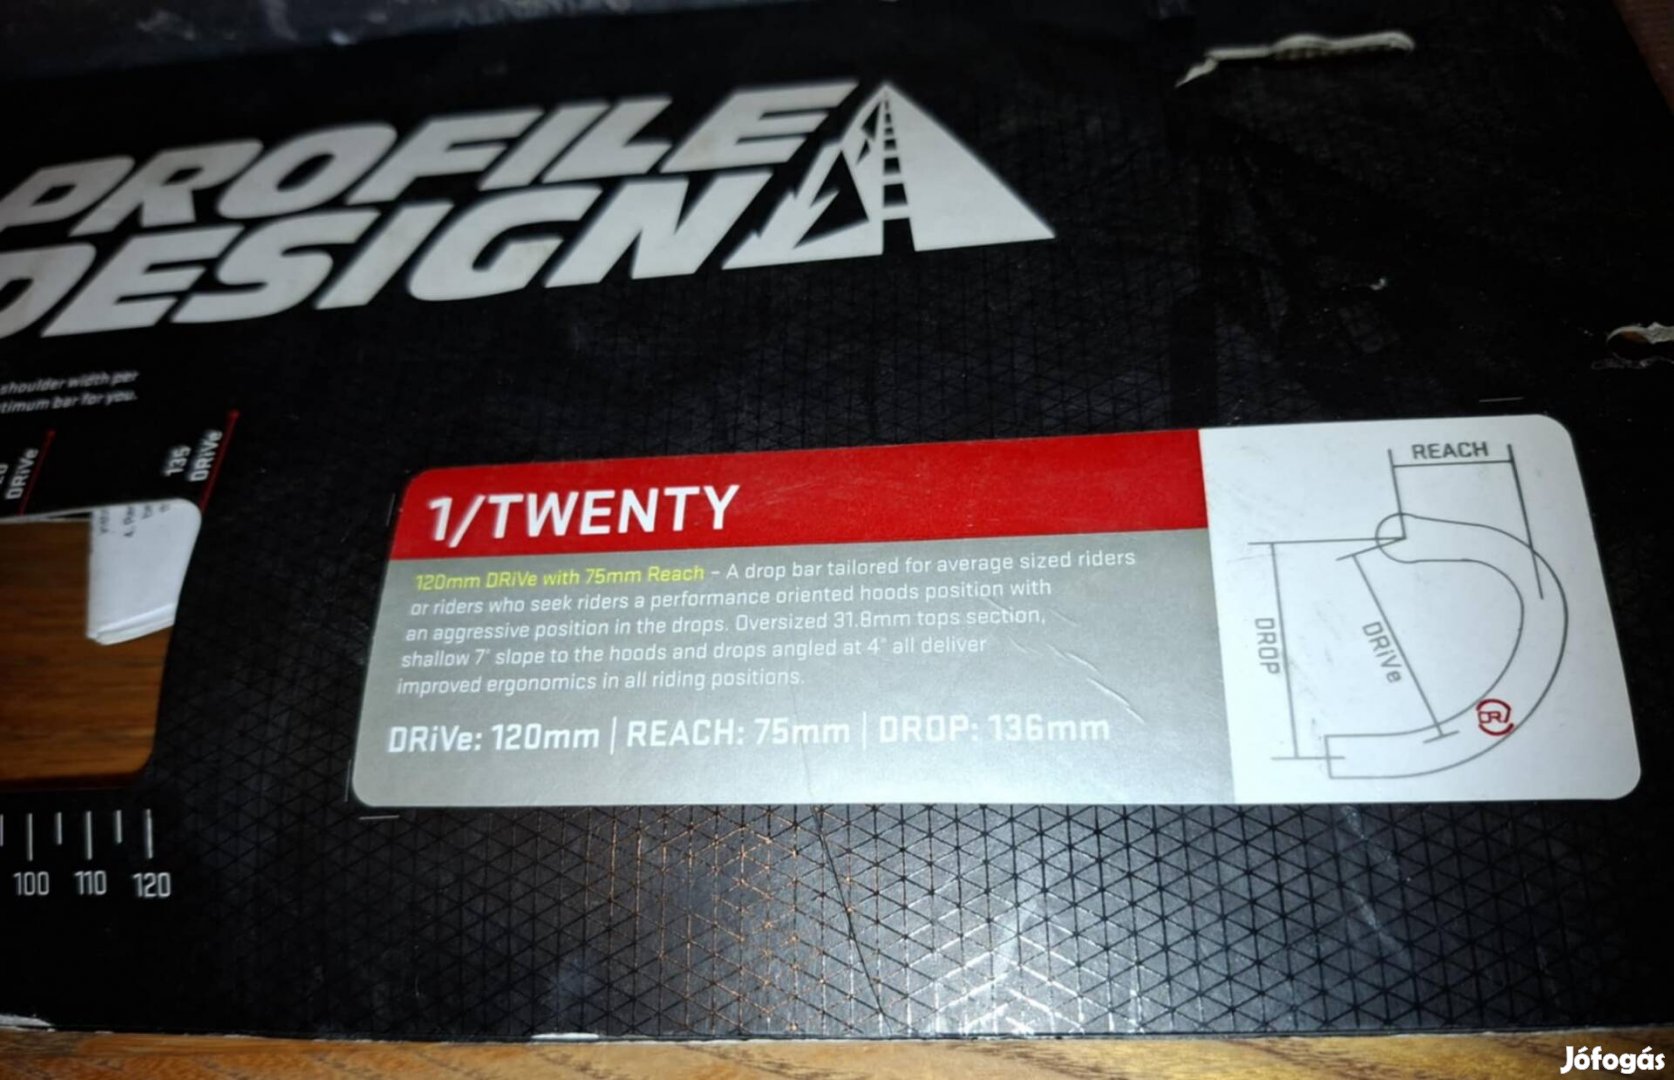 PROFILE
DESIGN
shoulder width per
timum bar for you.
DRiVe
135
DRiVe
1/TWENTY
120mm DRiVe with 75mm Reach - A drop bar tailored for average sized riders
or riders who seek riders a performance oriented hoods position with
an aggressive position in the drops. Oversized 31.8mm tops section,
shallow 7° slope to the hoods and drops angled at 4° all deliver
improved ergonomics in all riding positions.
DRiVe: 120mm | REACH: 75mm | DROP: 136mm
REACH
DROP
DRiVe
DR
100 110 120
Jófogás